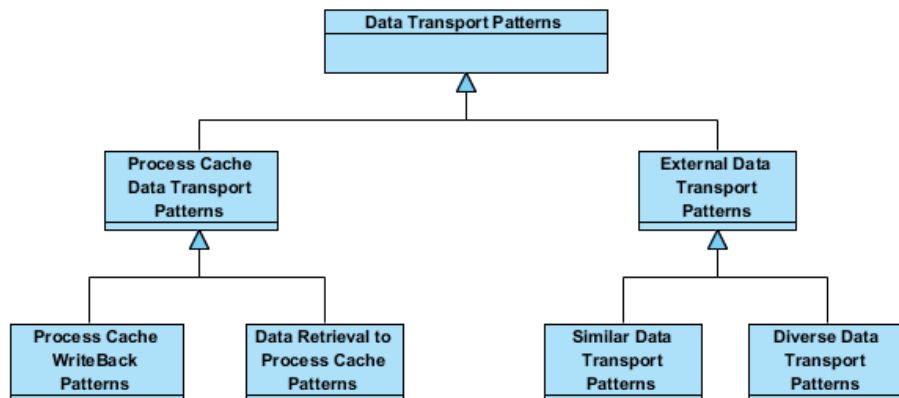 Data Transport Patterns
Process Cache
Data Transport
Patterns
External Data
Transport
Patterns
Process Cache
WriteBack
Patterns
Data Retrieval to
Process Cache
Patterns
Similar Data
Transport
Patterns
Diverse Data
Transport
Patterns